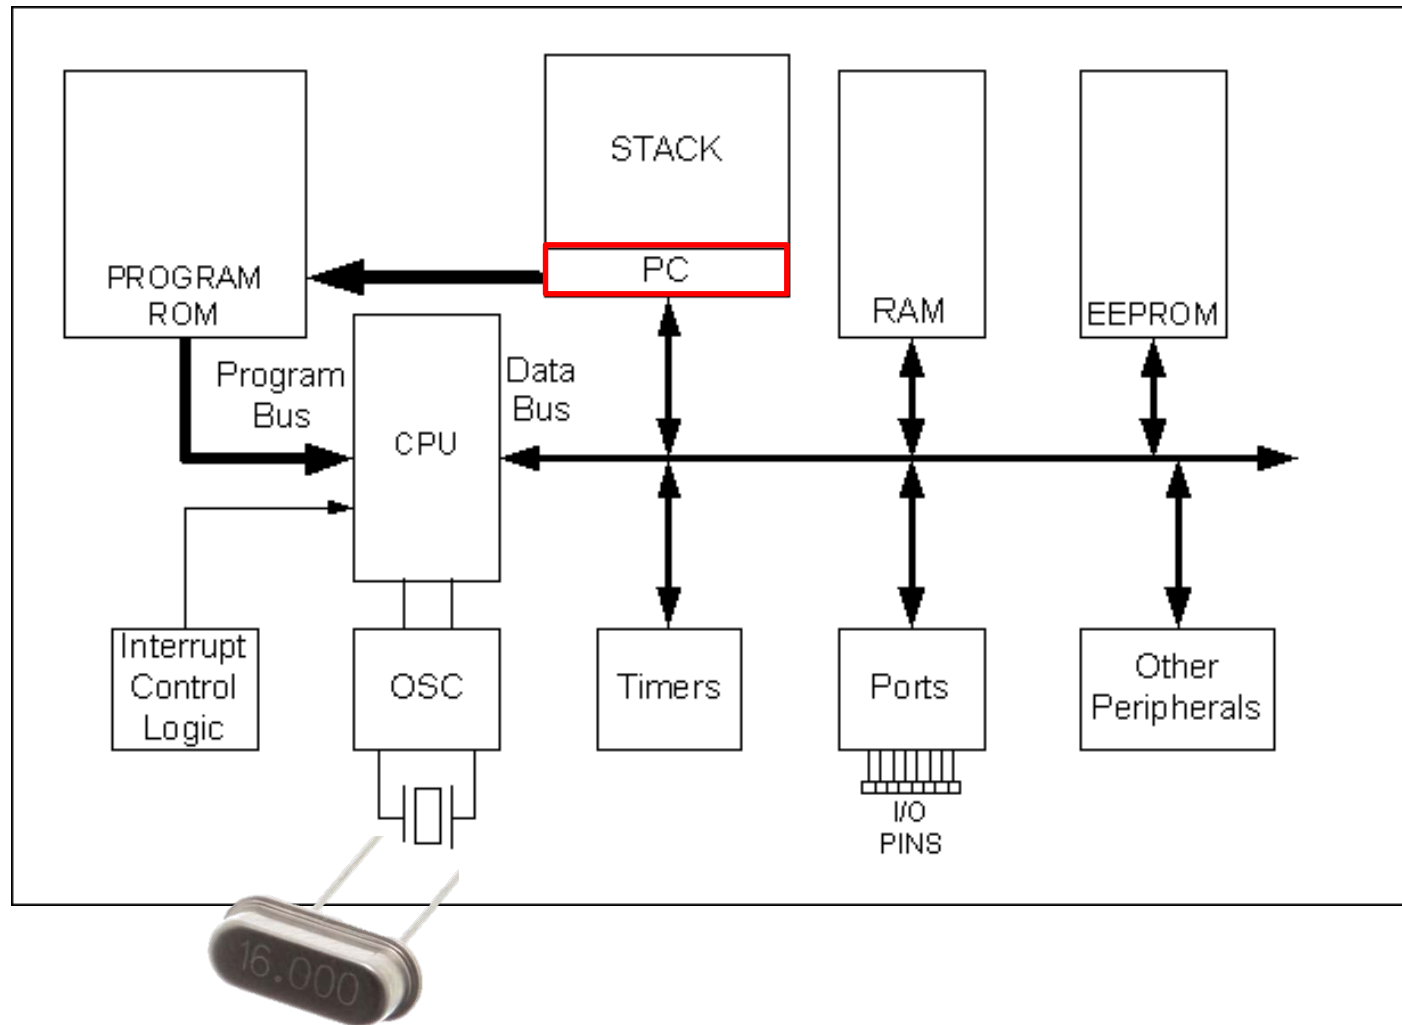 STACK
PC
PROGRAM
ROM
RAM
EEPROM
Program
Bus
Data
Bus
CPU
Interrupt
Control
Logic
OSC
Timers
Ports
Other
Peripherals
I/O
PINS
16.000